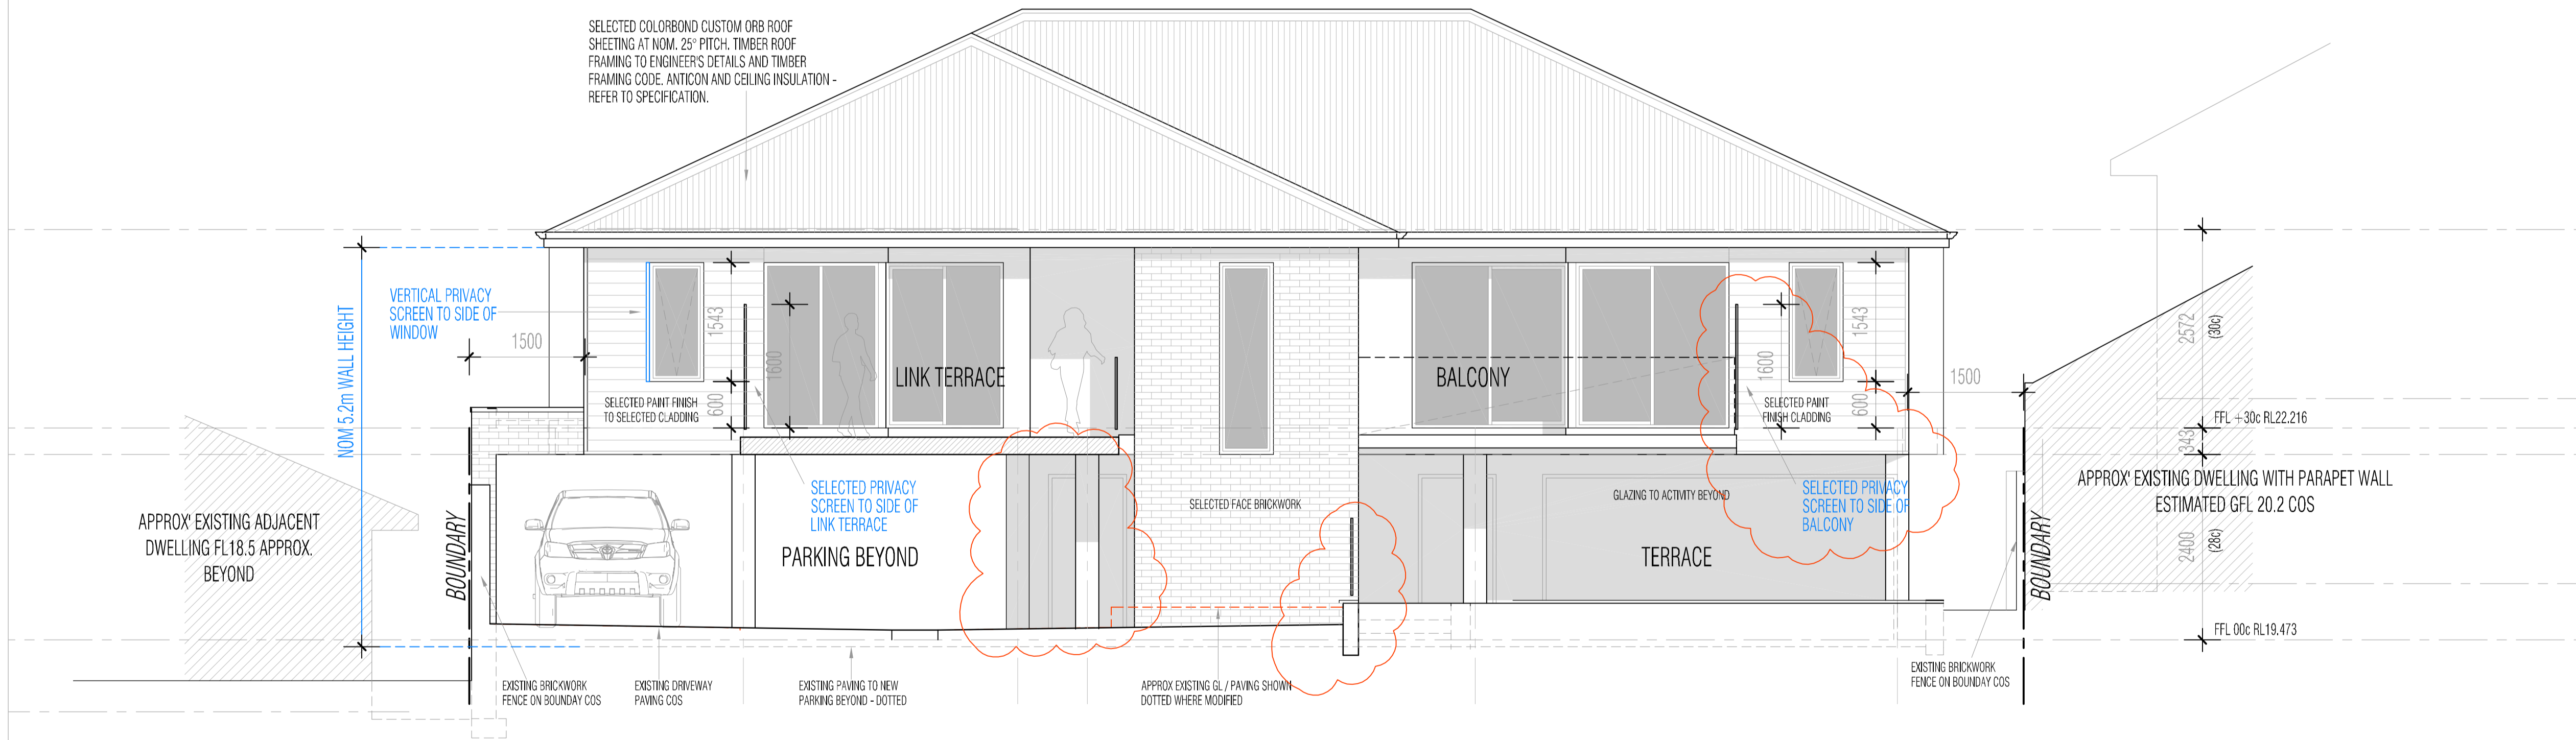 SELECTED COLORBOND CUSTOM ORB ROOF
SHEETING AT NOM. 25° PITCH. TIMBER ROOF
FRAMING TO ENGINEER'S DETAILS AND TIMBER
FRAMING CODE. ANTICON AND CEILING INSULATION -
REFER TO SPECIFICATION.
NOM 5.2m WALL HEIGHT
VERTICAL PRIVACY
SCREEN TO SIDE OF
WINDOW
1500
1543
600
1600
SELECTED PAINT FINISH
TO SELECTED CLADDING
LINK TERRACE
BALCONY
1600
1543
600
SELECTED PAINT
FINISH CLADDING
1500
2572
(30c)
FFL +30c RL22.216
343
2400
(28c)
FFL 00c RL19.473
APPROX' EXISTING DWELLING WITH PARAPET WALL
ESTIMATED GFL 20.2 COS
APPROX' EXISTING ADJACENT
DWELLING FL18.5 APPROX.
BEYOND
BOUNDARY
SELECTED PRIVACY
SCREEN TO SIDE OF
LINK TERRACE
PARKING BEYOND
SELECTED FACE BRICKWORK
GLAZING TO ACTIVITY BEYOND
SELECTED PRIVACY
SCREEN TO SIDE OF
BALCONY
TERRACE
BOUNDARY
EXISTING BRICKWORK
FENCE ON BOUNDAY COS
EXISTING DRIVEWAY
PAVING COS
EXISTING PAVING TO NEW
PARKING BEYOND - DOTTED
APPROX EXISTING GL / PAVING SHOWN
DOTTED WHERE MODIFIED
EXISTING BRICKWORK
FENCE ON BOUNDAY COS